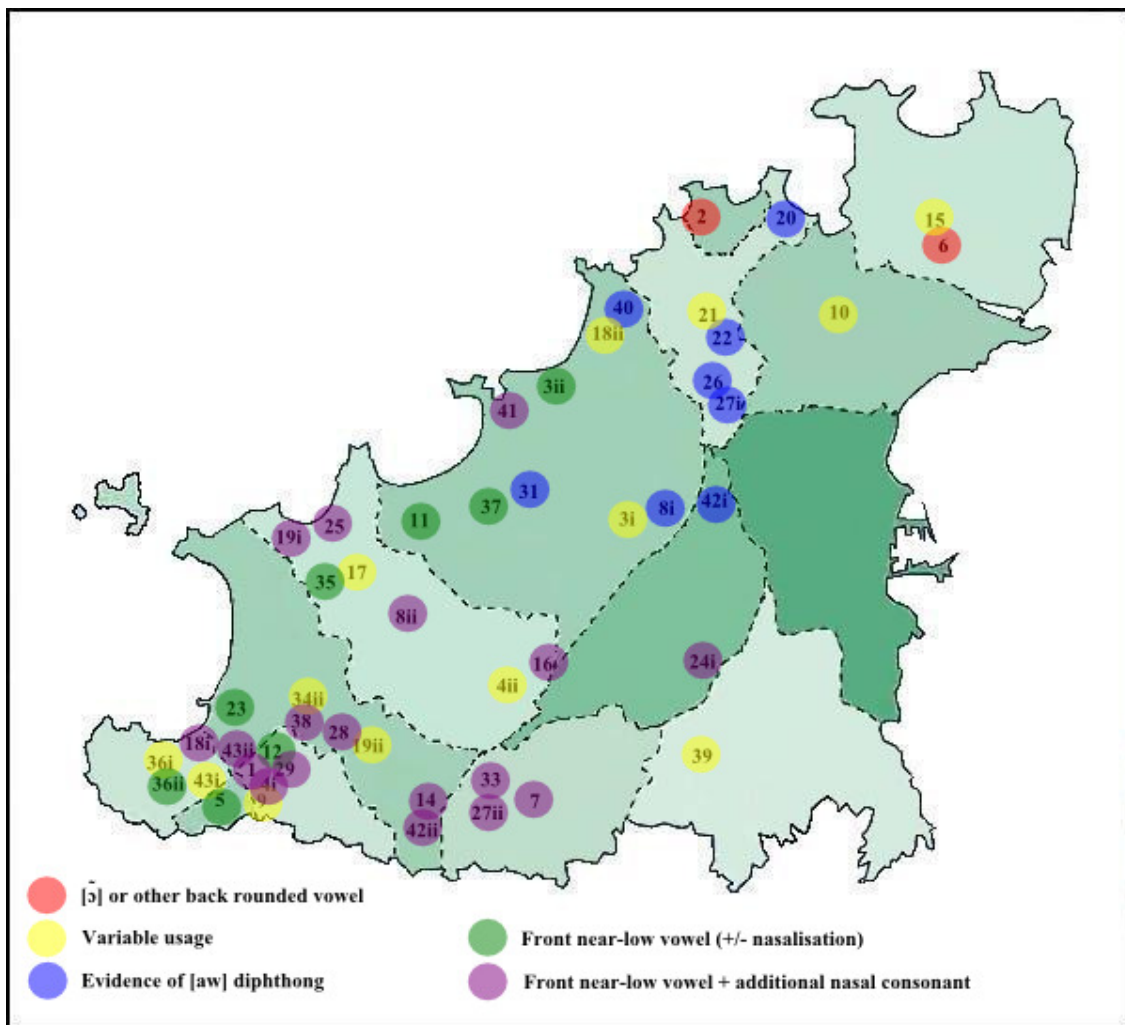 2
20
15
6
40
21
10
18ii
22
3ii
26
41
27i
31
42i
37
8i
11
3i
25
19i
17
35
8ii
16
24i
4ii
34ii
23
38
28
18i
43ii
12
19ii
39
36i
1
29
43i
33
36ii
4i
5
9
14
7
27ii
42ii
[ɔ̃] or other back rounded vowel
Variable usage
Front near-low vowel (+/- nasalisation)
Evidence of [aw] diphthong
Front near-low vowel + additional nasal consonant